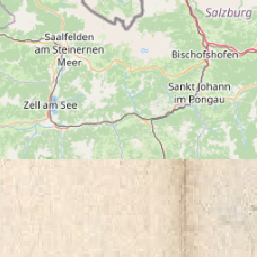 Salzburg
Saalfelden
am Steinernen
Meer
Bischofshofen
Sankt Johann
im Pongau
Zell am See